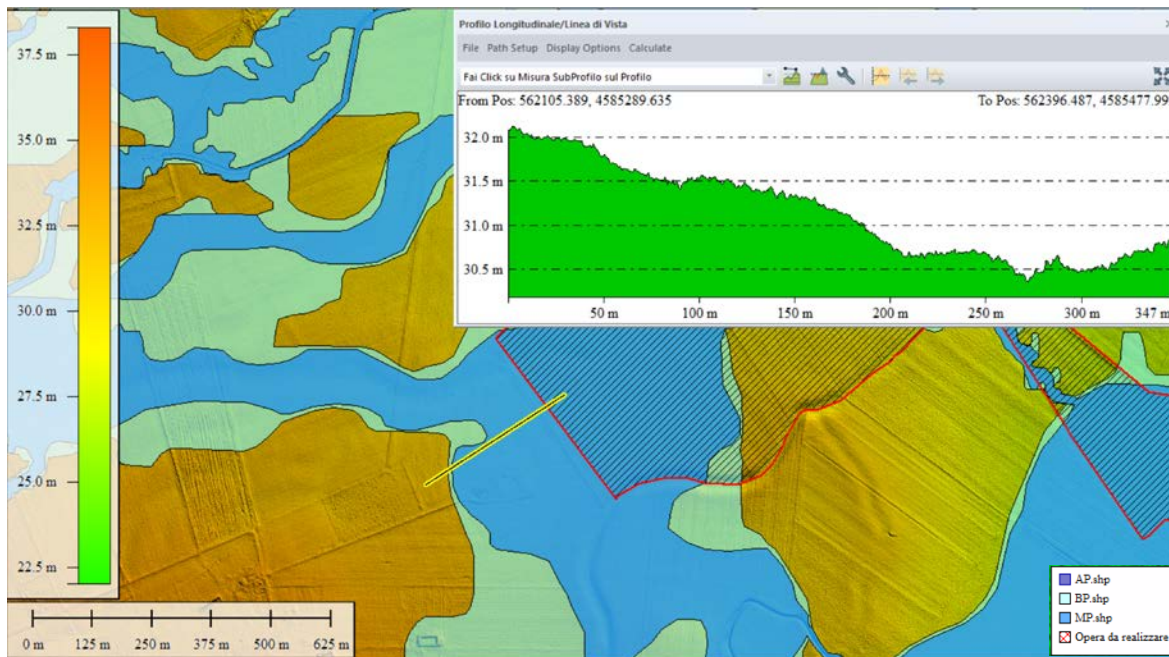 Profilo Longitudinale/Linea di Vista
File Path Setup Display Options Calculate
Fai Click su Misura SubProfilo sul Profilo
From Pos: 562105.389, 4585289.635 To Pos: 562396.487, 4585477.99
32.0 m
31.5 m
31.0 m
30.5 m
50 m 100 m 150 m 200 m 250 m 300 m 347 m
37.5 m
35.0 m
32.5 m
30.0 m
27.5 m
25.0 m
22.5 m
0 m 125 m 250 m 375 m 500 m 625 m
AP.shp
BP.shp
MP.shp
Opera da realizzare